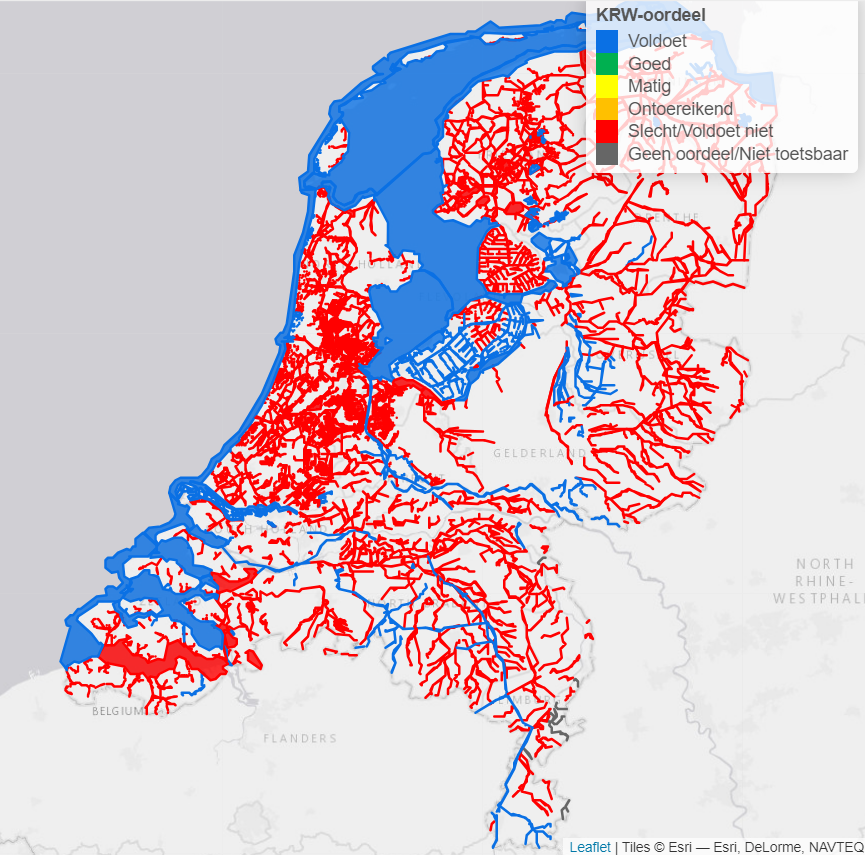 KRW-oordeel
Voldoet
Goed
Matig
Ontoereikend
Slecht/Voldoet niet
Geen oordeel/Niet toetsbaar
GELDERLAND
NORTH
RHINE-
WESTPHAL
BELGIUM
FLANDERS
Leaflet | Tiles © Esri — Esri, DeLorme, NAVTEQ